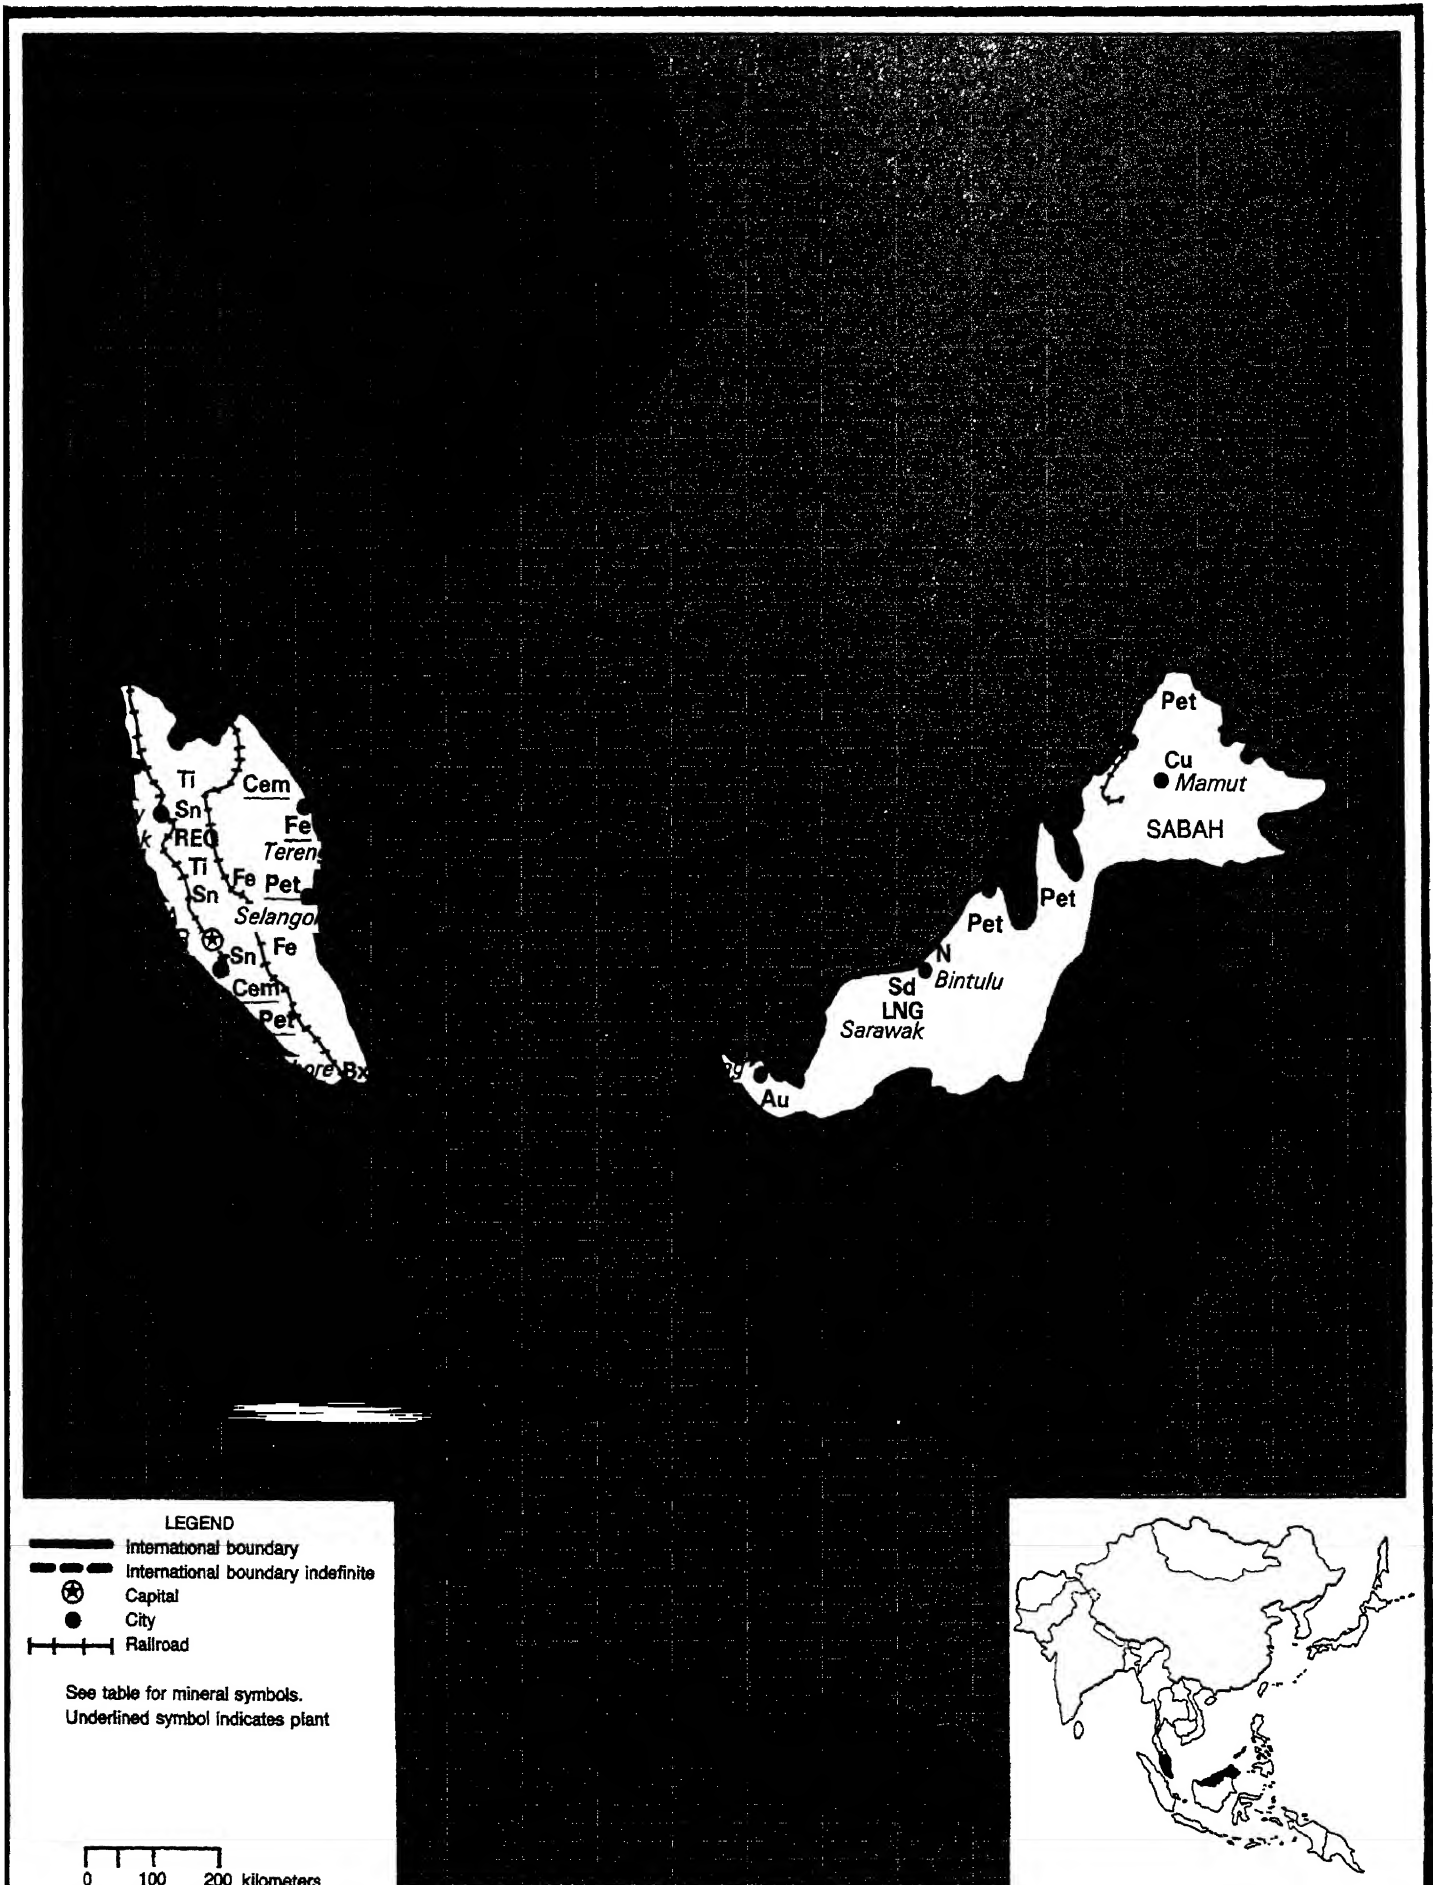 Pet
Cu
Mamut
SABAH
Ti
Cem
Sn
Fe
REO
Ti
Fe
Pet
Sn
Pet
Pet
Sn
Fe
N
Bintulu
Cem
Sd
LNG
Pet
Sarawak
Bx
Au
LEGEND
International boundary
International boundary indefinite
Capital
City
Railroad
See table for mineral symbols.
Underlined symbol indicates plant
0 100 200 kilometers